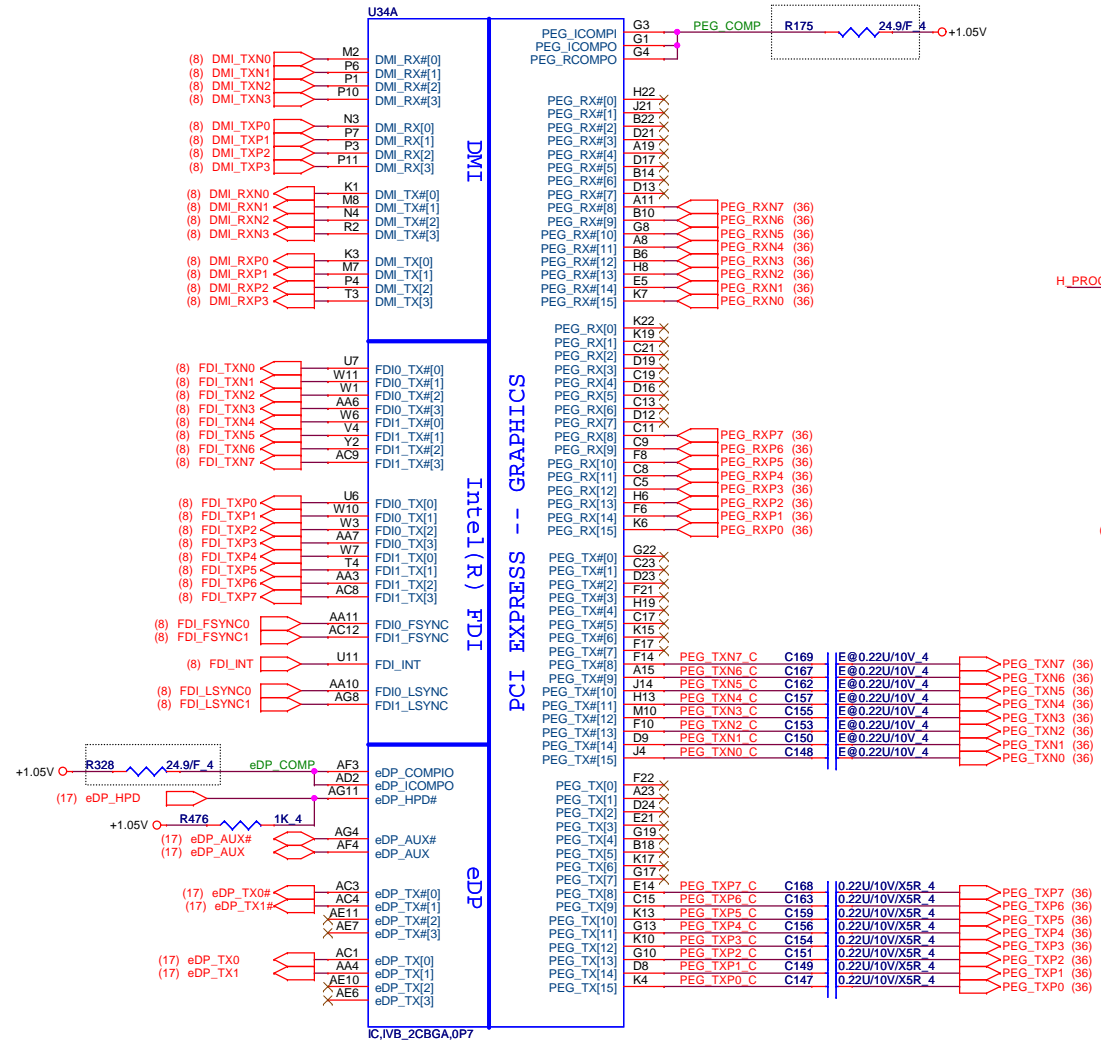 U34A
(8) DMI_TXN0 M2 DMI_RX#[0]
(8) DMI_TXN1 P6 DMI_RX#[1]
(8) DMI_TXN2 P1 DMI_RX#[2]
(8) DMI_TXN3 P10 DMI_RX#[3]
(8) DMI_TXP0 N3 DMI_RX[0]
(8) DMI_TXP1 P7 DMI_RX[1]
(8) DMI_TXP2 P3 DMI_RX[2]
(8) DMI_TXP3 P11 DMI_RX[3]
(8) DMI_RXN0 K1 DMI_TX#[0]
(8) DMI_RXN1 M8 DMI_TX#[1]
(8) DMI_RXN2 N4 DMI_TX#[2]
(8) DMI_RXN3 R2 DMI_TX#[3]
(8) DMI_RXP0 K3 DMI_TX[0]
(8) DMI_RXP1 M7 DMI_TX[1]
(8) DMI_RXP2 P4 DMI_TX[2]
(8) DMI_RXP3 T3 DMI_TX[3]
DMI
(8) FDI_TXN0 U7 FDI0_TX#[0]
(8) FDI_TXN1 W11 FDI0_TX#[1]
(8) FDI_TXN2 W1 FDI0_TX#[2]
(8) FDI_TXN3 AA6 FDI0_TX#[3]
(8) FDI_TXN4 W6 FDI1_TX#[0]
(8) FDI_TXN5 V4 FDI1_TX#[1]
(8) FDI_TXN6 Y2 FDI1_TX#[2]
(8) FDI_TXN7 AC9 FDI1_TX#[3]
(8) FDI_TXP0 U6 FDI0_TX[0]
(8) FDI_TXP1 W10 FDI0_TX[1]
(8) FDI_TXP2 W3 FDI0_TX[2]
(8) FDI_TXP3 AA7 FDI0_TX[3]
(8) FDI_TXP4 W7 FDI1_TX[0]
(8) FDI_TXP5 T4 FDI1_TX[1]
(8) FDI_TXP6 AA3 FDI1_TX[2]
(8) FDI_TXP7 AC8 FDI1_TX[3]
(8) FDI_FSYNC0 AA11 FDI0_FSYNC
(8) FDI_FSYNC1 AC12 FDI1_FSYNC
(8) FDI_INT U11 FDI_INT
(8) FDI_LSYNC0 AA10 FDI0_LSYNC
(8) FDI_LSYNC1 AG8 FDI1_LSYNC
Intel(R) FDI
+1.05V R328 24.9/F_4 eDP_COMP AF3 eDP_COMPIO
AD2 eDP_ICOMPO
(17) eDP_HPD AG11 eDP_HPD#
+1.05V R476 1K_4
(17) eDP_AUX# AG4 eDP_AUX#
(17) eDP_AUX AF4 eDP_AUX
(17) eDP_TX0# AC3 eDP_TX#[0]
(17) eDP_TX1# AC4 eDP_TX#[1]
AE11 eDP_TX#[2]
AE7 eDP_TX#[3]
(17) eDP_TX0 AC1 eDP_TX[0]
(17) eDP_TX1 AA4 eDP_TX[1]
AE10 eDP_TX[2]
AE6 eDP_TX[3]
eDP
IC,IVB_2CBGA,0P7
PCI EXPRESS -- GRAPHICS
PEG_ICOMPI G3 PEG_COMP R175 24.9/F_4 +1.05V
PEG_ICOMPO G1
PEG_RCOMPO G4
PEG_RX#[0] H22
PEG_RX#[1] J21
PEG_RX#[2] B22
PEG_RX#[3] D21
PEG_RX#[4] A19
PEG_RX#[5] D17
PEG_RX#[6] B14
PEG_RX#[7] D13
PEG_RX#[8] A11 PEG_RXN7 (36)
PEG_RX#[9] B10 PEG_RXN6 (36)
PEG_RX#[10] G8 PEG_RXN5 (36)
PEG_RX#[11] A8 PEG_RXN4 (36)
PEG_RX#[12] B6 PEG_RXN3 (36)
PEG_RX#[13] H8 PEG_RXN2 (36)
PEG_RX#[14] E5 PEG_RXN1 (36)
PEG_RX#[15] K7 PEG_RXN0 (36)
H_PROC
PEG_RX[0] K22
PEG_RX[1] K19
PEG_RX[2] C21
PEG_RX[3] D19
PEG_RX[4] C19
PEG_RX[5] D16
PEG_RX[6] C13
PEG_RX[7] D12
PEG_RX[8] C11 PEG_RXP7 (36)
PEG_RX[9] C9 PEG_RXP6 (36)
PEG_RX[10] F8 PEG_RXP5 (36)
PEG_RX[11] C8 PEG_RXP4 (36)
PEG_RX[12] C5 PEG_RXP3 (36)
PEG_RX[13] H6 PEG_RXP2 (36)
PEG_RX[14] F6 PEG_RXP1 (36)
PEG_RX[15] K6 PEG_RXP0 (36)
PEG_TX#[0] G22
PEG_TX#[1] C23
PEG_TX#[2] D23
PEG_TX#[3] F21
PEG_TX#[4] H19
PEG_TX#[5] C17
PEG_TX#[6] K15
PEG_TX#[7] F17
PEG_TX#[8] F14 PEG_TXN7_C C169 E@0.22U/10V_4 PEG_TXN7 (36)
PEG_TX#[9] A15 PEG_TXN6_C C167 E@0.22U/10V_4 PEG_TXN6 (36)
PEG_TX#[10] J14 PEG_TXN5_C C162 E@0.22U/10V_4 PEG_TXN5 (36)
PEG_TX#[11] H13 PEG_TXN4_C C157 E@0.22U/10V_4 PEG_TXN4 (36)
PEG_TX#[12] M10 PEG_TXN3_C C155 E@0.22U/10V_4 PEG_TXN3 (36)
PEG_TX#[13] F10 PEG_TXN2_C C153 E@0.22U/10V_4 PEG_TXN2 (36)
PEG_TX#[14] D9 PEG_TXN1_C C150 E@0.22U/10V_4 PEG_TXN1 (36)
PEG_TX#[15] J4 PEG_TXN0_C C148 E@0.22U/10V_4 PEG_TXN0 (36)
PEG_TX[0] F22
PEG_TX[1] A23
PEG_TX[2] D24
PEG_TX[3] E21
PEG_TX[4] G19
PEG_TX[5] B18
PEG_TX[6] K17
PEG_TX[7] G17
PEG_TX[8] E14 PEG_TXP7_C C168 0.22U/10V/X5R_4 PEG_TXP7 (36)
PEG_TX[9] C15 PEG_TXP6_C C163 0.22U/10V/X5R_4 PEG_TXP6 (36)
PEG_TX[10] K13 PEG_TXP5_C C159 0.22U/10V/X5R_4 PEG_TXP5 (36)
PEG_TX[11] G13 PEG_TXP4_C C156 0.22U/10V/X5R_4 PEG_TXP4 (36)
PEG_TX[12] K10 PEG_TXP3_C C154 0.22U/10V/X5R_4 PEG_TXP3 (36)
PEG_TX[13] G10 PEG_TXP2_C C151 0.22U/10V/X5R_4 PEG_TXP2 (36)
PEG_TX[14] D8 PEG_TXP1_C C149 0.22U/10V/X5R_4 PEG_TXP1 (36)
PEG_TX[15] K4 PEG_TXP0_C C147 0.22U/10V/X5R_4 PEG_TXP0 (36)